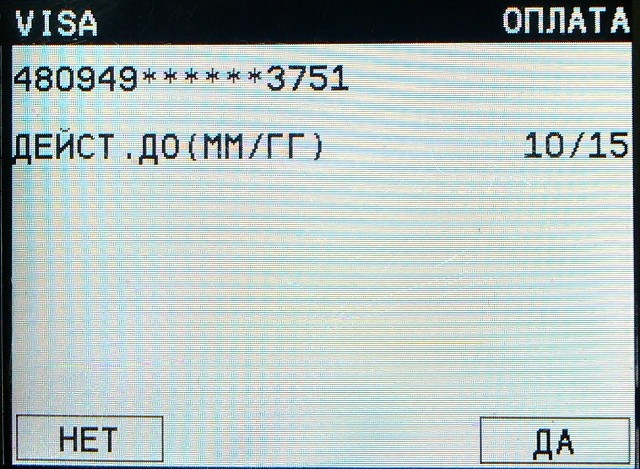 VISA ОПЛАТА
480949******3751
ДЕЙСТ.ДО(ММ/ГГ) 10/15
НЕТ ДА